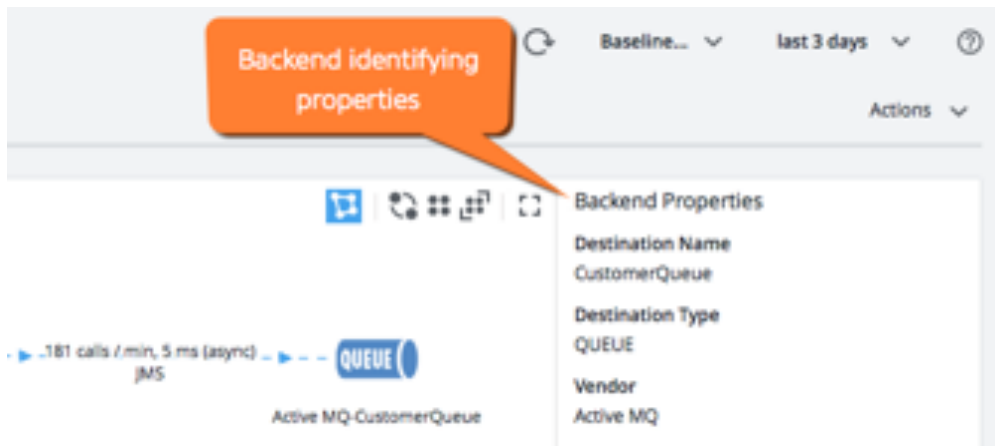 Backend identifying
properties
Baseline...
last 3 days
Actions
Backend Properties
Destination Name
CustomerQueue
Destination Type
QUEUE
Vendor
Active MQ
181 calls / min, 5 ms (async)
JMS
QUEUE
Active MQ-CustomerQueue